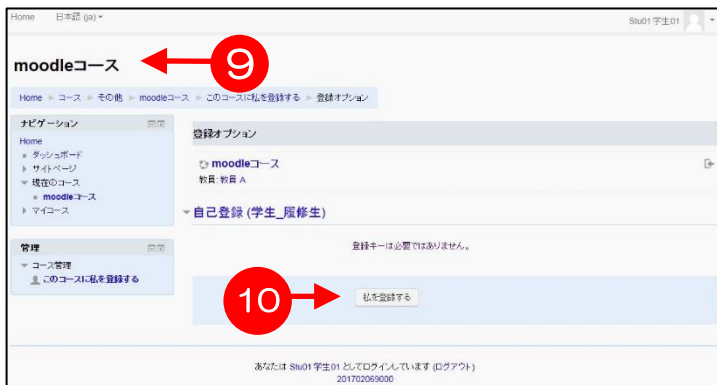 Home 日本語 (ja)
Stu01 学生01
moodleコース
9
Home コース その他 moodleコース このコースに私を登録する 登録オプション
ナビゲーション
Home
ダッシュボード
サイトページ
現在のコース
moodleコース
マイコース
管理
コース管理
このコースに私を登録する
登録オプション
moodleコース
教員: 教員 A
自己登録 (学生_履修生)
登録キーは必要ではありません。
10
私を登録する
あなたは Stu01 学生01 としてログインしています (ログアウト)
201702069000